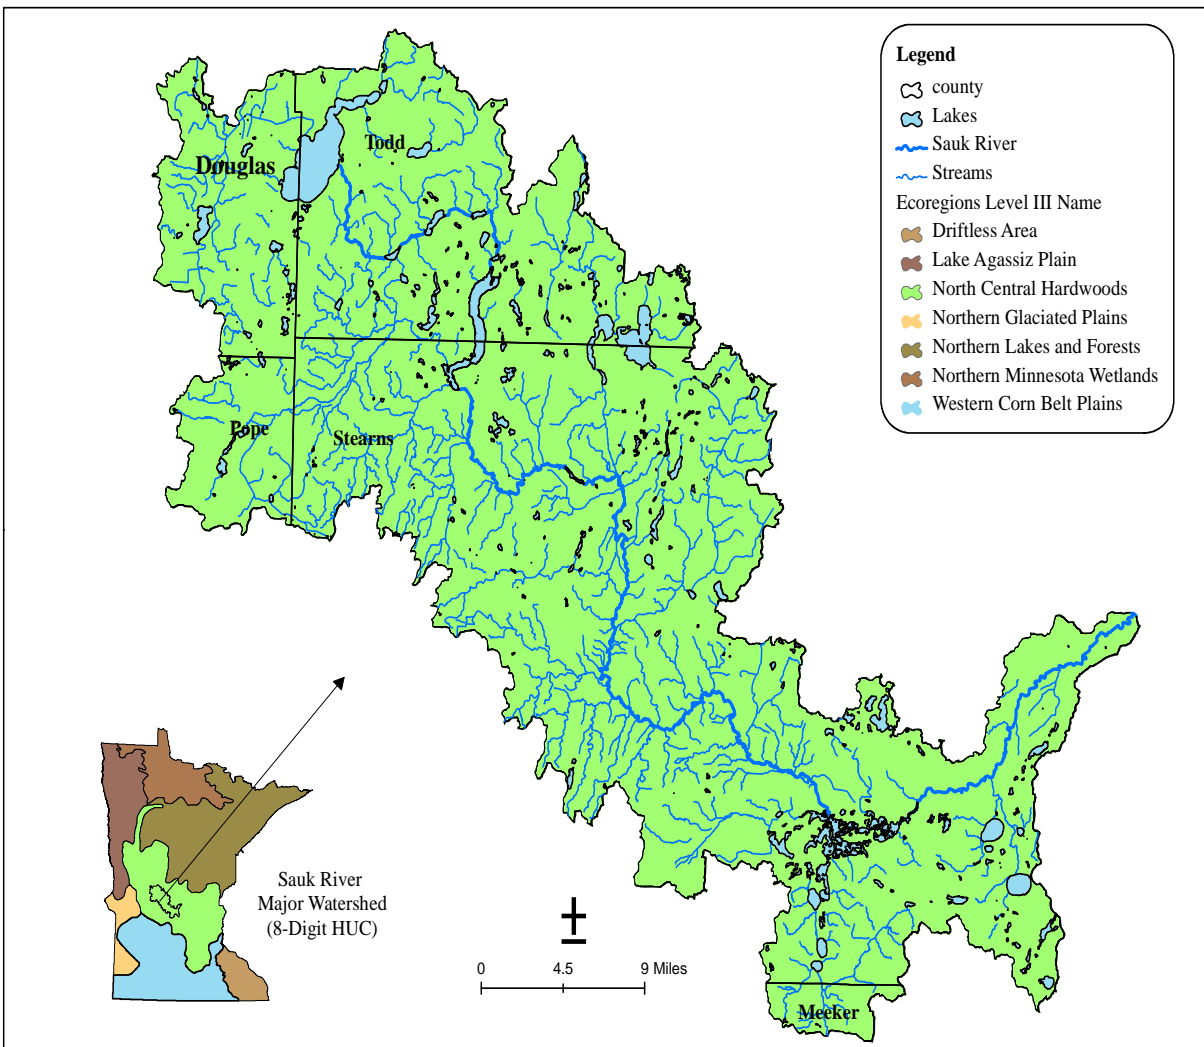 Legend
county
Lakes
Sauk River
Streams
Ecoregions Level III Name
Driftless Area
Lake Agassiz Plain
North Central Hardwoods
Northern Glaciated Plains
Northern Lakes and Forests
Northern Minnesota Wetlands
Western Corn Belt Plains
Todd
Douglas
Pope
Stearns
Meeker
Sauk River
Major Watershed
(8-Digit HUC)
0 4.5 9 Miles